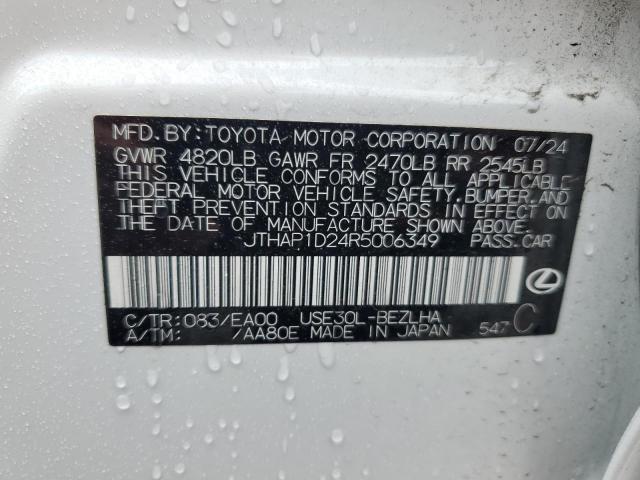 MFD. BY: TOYOTA MOTOR CORPORATION 07/24
GVWR 4820LB GAWR FR 2470LB RR 2545LB
THIS VEHICLE CONFORMS TO ALL APPLICABLE
FEDERAL MOTOR VEHICLE SAFETY, BUMPER, AND
THEFT PREVENTION STANDARDS IN EFFECT ON
THE DATE OF MANUFACTURE SHOWN ABOVE.
JTHAP1D24R5006349 PASS. CAR
C/TR: 083/EA00 USE30L-BEZLHA
A/TM: /AA80E MADE IN JAPAN 547 C